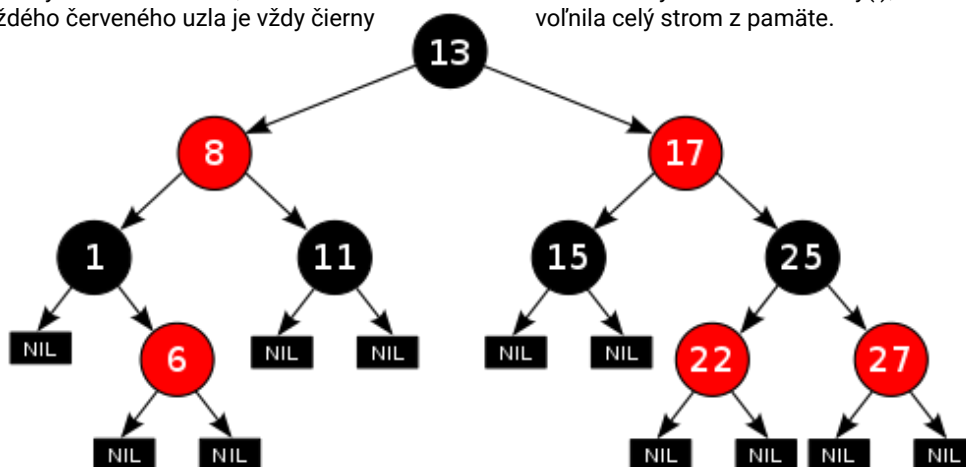 ždého červeného uzla je vždy čierny
voľnila celý strom z pamäte.
13
8
17
1
11
15
25
NIL
6
NIL
NIL
NIL
NIL
22
27
NIL
NIL
NIL
NIL
NIL
NIL